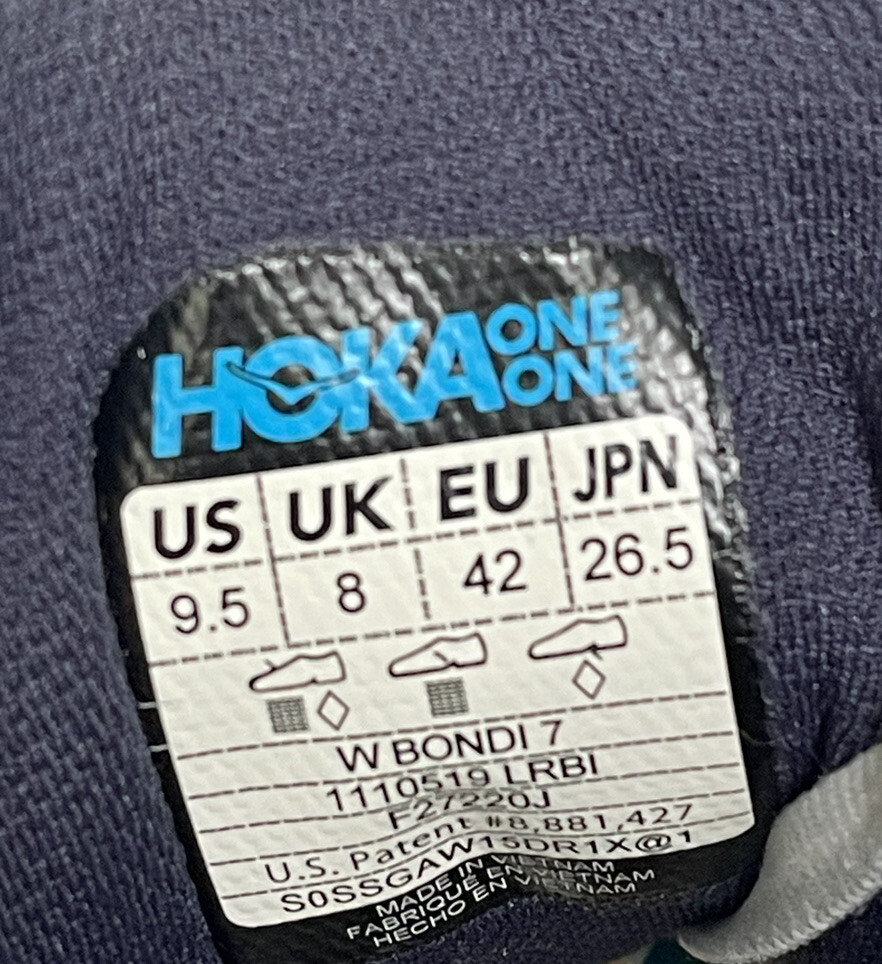 HOKA ONE ONE
US UK EU JPN
9.5 8 42 26.5
W BONDI 7
1110519 LRBI
F27220J
U.S. Patent #8,881,427
S0SSGAW15DR1X@1
MADE IN VIETNAM
FABRIQUE EN VIETNAM
HECHO EN VIETNAM